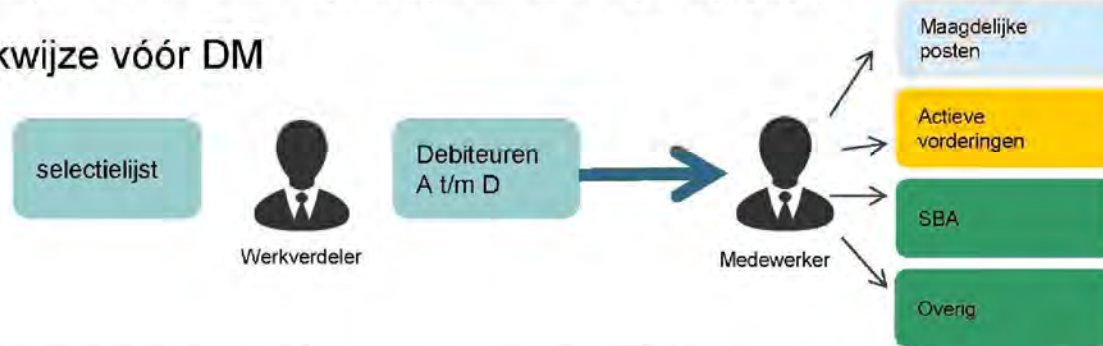 kwijze vóór DM
selectielijst
Werkverdeler
Debiteuren
A t/m D
Medewerker
Maagdelijke
posten
Actieve
vorderingen
SBA
Overig